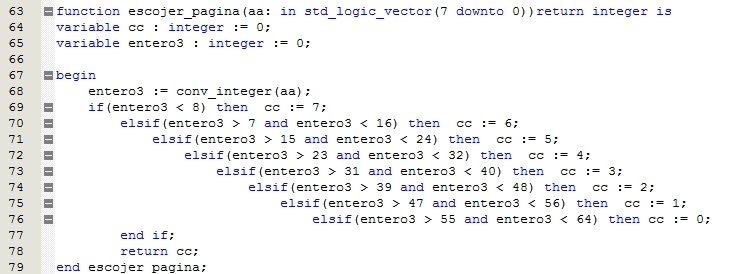 63 function escojer_pagina(aa: in std_logic_vector(7 downto 0))return integer is
64 variable cc : integer := 0;
65 variable entero3 : integer := 0;
66
67 begin
68 entero3 := conv_integer(aa);
69 if(entero3 < 8) then cc := 7;
70 elsif(entero3 > 7 and entero3 < 16) then cc := 6;
71 elsif(entero3 > 15 and entero3 < 24) then cc := 5;
72 elsif(entero3 > 23 and entero3 < 32) then cc := 4;
73 elsif(entero3 > 31 and entero3 < 40) then cc := 3;
74 elsif(entero3 > 39 and entero3 < 48) then cc := 2;
75 elsif(entero3 > 47 and entero3 < 56) then cc := 1;
76 elsif(entero3 > 55 and entero3 < 64) then cc := 0;
77 end if;
78 return cc;
79 end escojer_pagina;